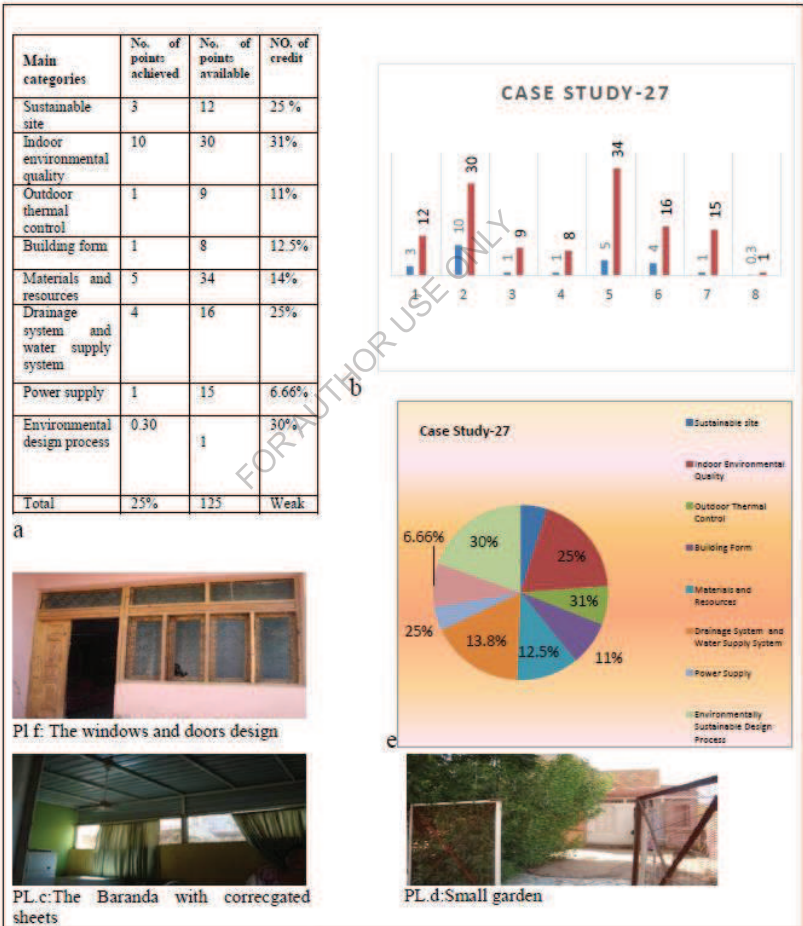 Main categories
No. of points achieved
No. of points available
NO. of credit
Sustainable site
3
12
25 %
Indoor environmental quality
10
30
31%
Outdoor thermal control
1
9
11%
Building form
1
8
12.5%
Materials and resources
5
34
14%
Drainage system and water supply system
4
16
25%
Power supply
1
15
6.66%
Environmental design process
0.30
1
30%
Total
25%
125
Weak
a
CASE STUDY-27
3
12
10
30
1
9
1
8
5
34
4
16
1
15
0.3
1
1 2 3 4 5 6 7 8
b
FOR AUTHOR USE ONLY
Case Study-27
Sustainable site
Indoor Environmental
Quality
Outdoor Thermal
Control
Building Form
Materials and
Resources
Drainage System and
Water Supply System
Power Supply
Environmentally
Sustainable Design
Process
6.66%
30%
25%
31%
11%
12.5%
13.8%
25%
e
Pl f: The windows and doors design
PL.c:The Baranda with correcgated
sheets
PL.d:Small garden